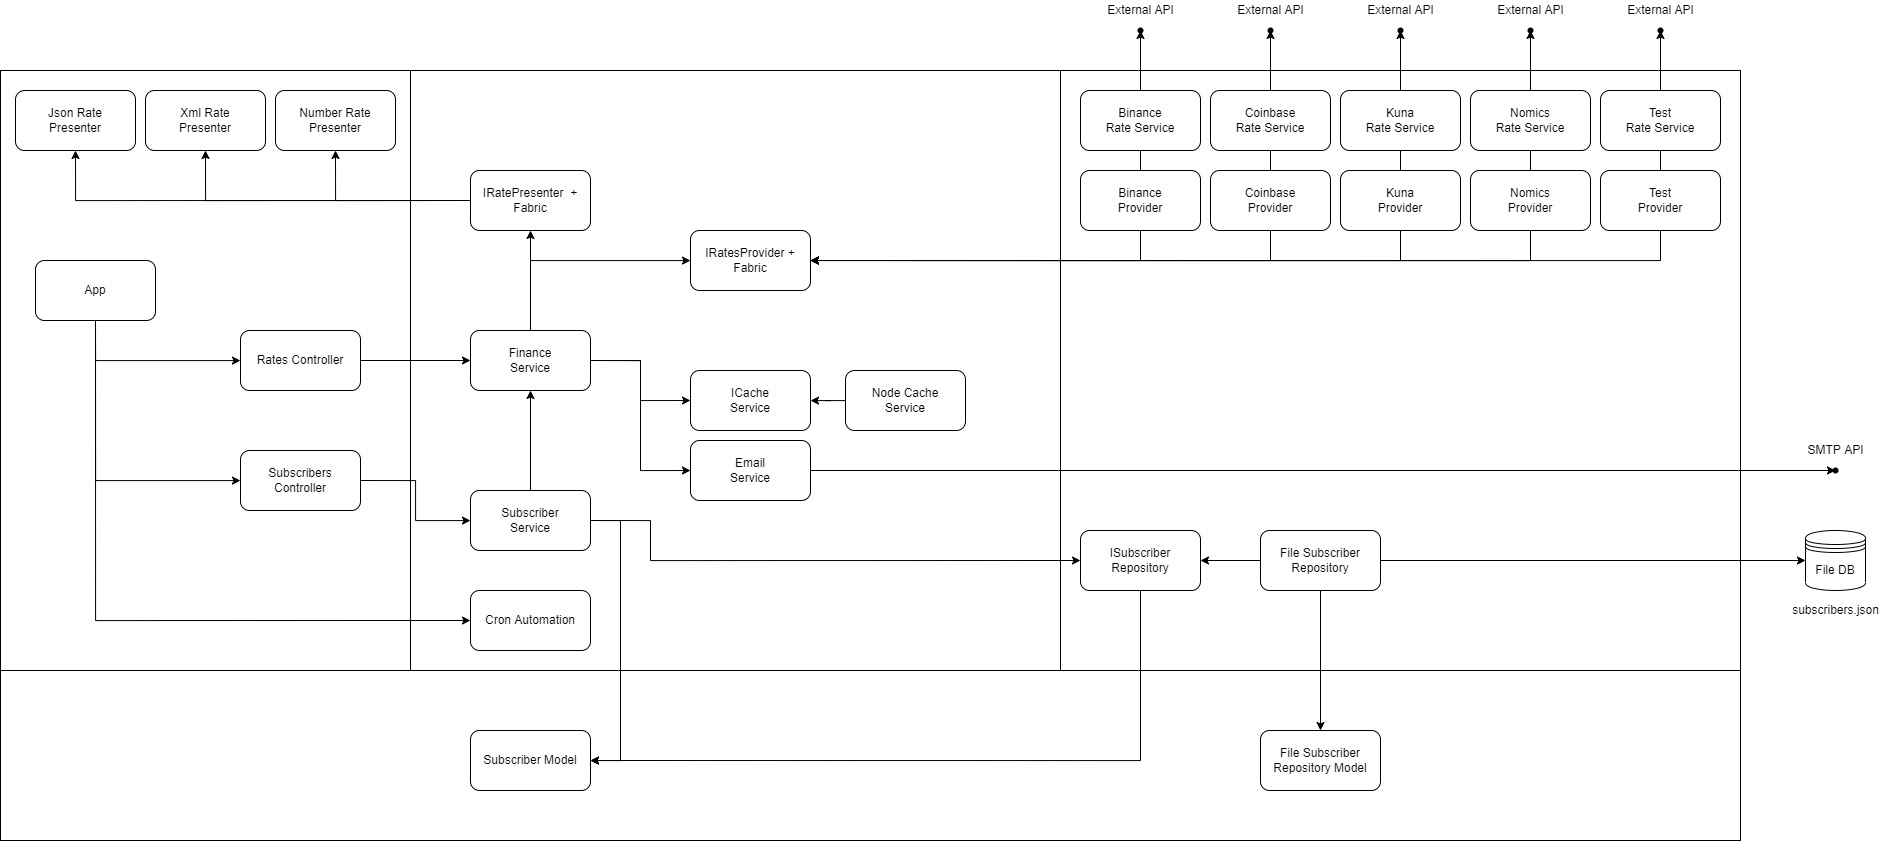 External API
External API
External API
External API
External API
Json Rate
Presenter
Xml Rate
Presenter
Number Rate
Presenter
Binance
Rate Service
Coinbase
Rate Service
Kuna
Rate Service
Nomics
Rate Service
Test
Rate Service
IRatePresenter +
Fabric
Binance
Provider
Coinbase
Provider
Kuna
Provider
Nomics
Provider
Test
Provider
IRatesProvider +
Fabric
App
Rates Controller
Finance
Service
ICache
Service
Node Cache
Service
Subscribers
Controller
Email
Service
SMTP API
Subscriber
Service
ISubscriber
Repository
File Subscriber
Repository
File DB
subscribers.json
Cron Automation
Subscriber Model
File Subscriber
Repository Model